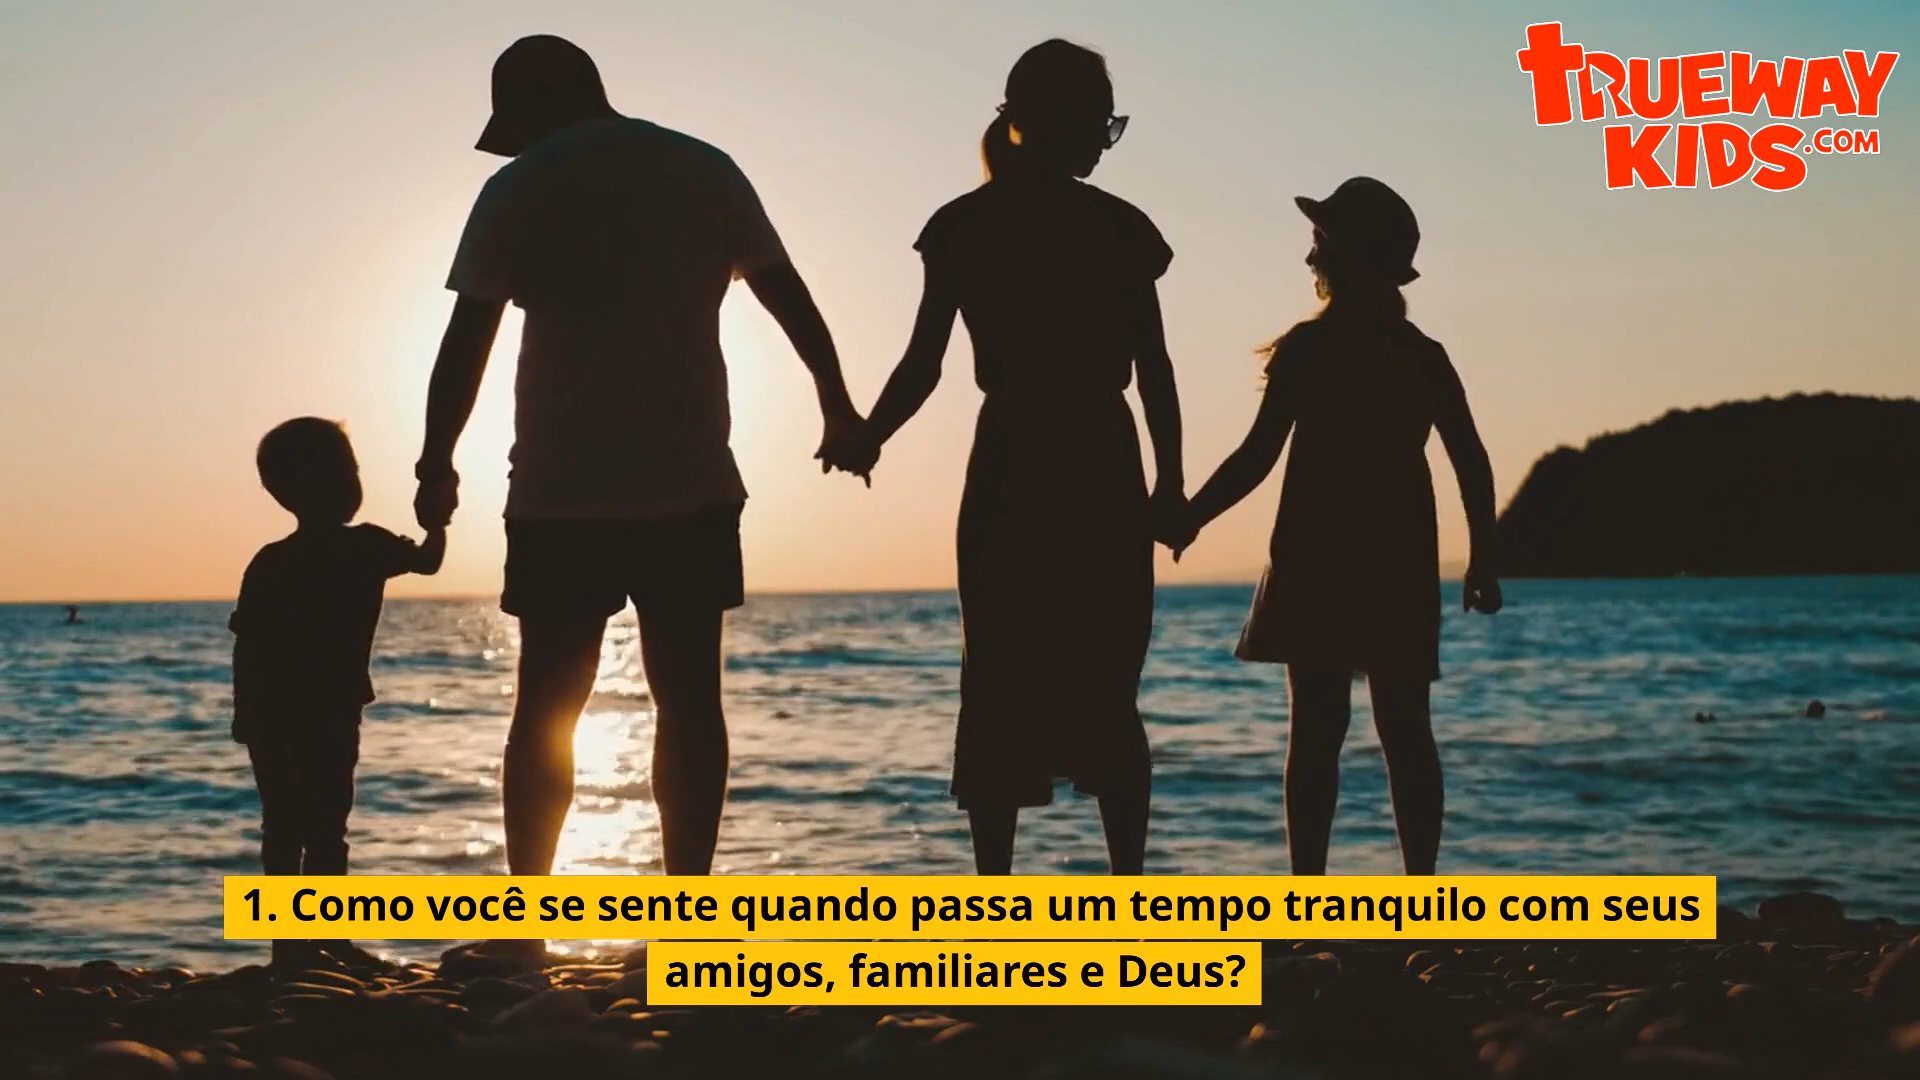 TRUEWAY
KIDS.COM
1. Como você se sente quando passa um tempo tranquilo com seus
amigos, familiares e Deus?